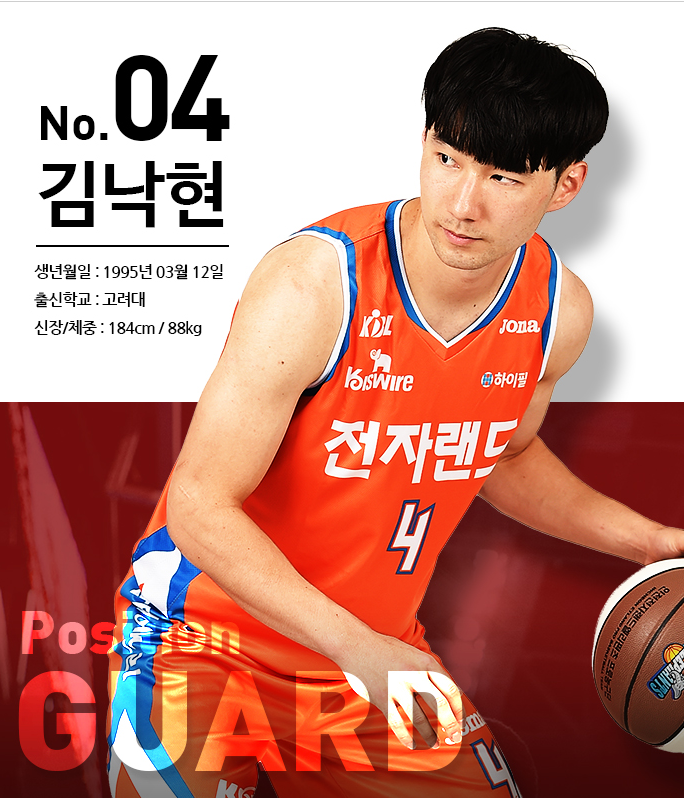 No.04
김낙현
생년월일 : 1995년 03월 12일
출신학교 : 고려대
신장/체중 : 184cm / 88kg
KBL
Joma
KISWIRE
하이필
전자랜드
4
Position
GUARD
4